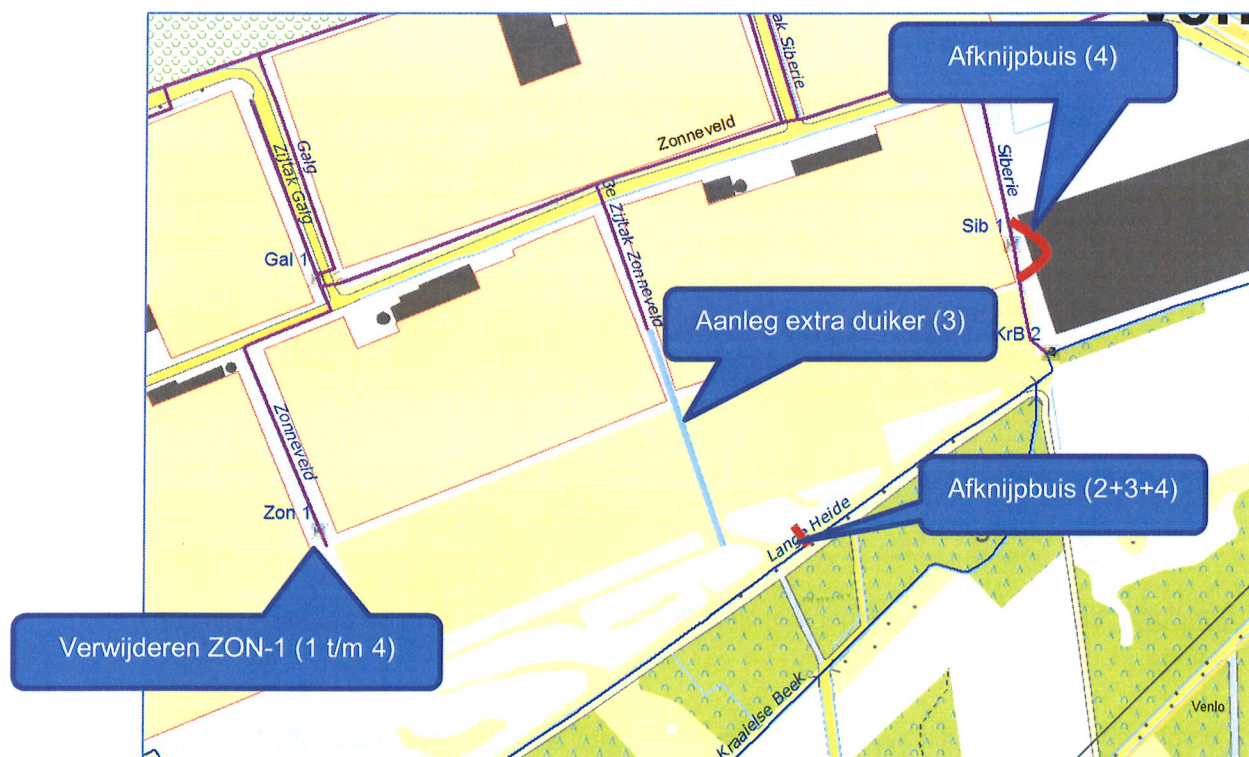 Afknijpbuis (4)
Zijtak Siberie
Zonneveld
Galg
Zijtak Galg
Siberie
3e Zijtak Zonneveld
Sib 1
Gal 1
Aanleg extra duiker (3)
KrB 2
Zonneveld
Afknijpbuis (2+3+4)
Zon 1
Lange Heide
Verwijderen ZON-1 (1 t/m 4)
Kraaielse Beek
Venlo